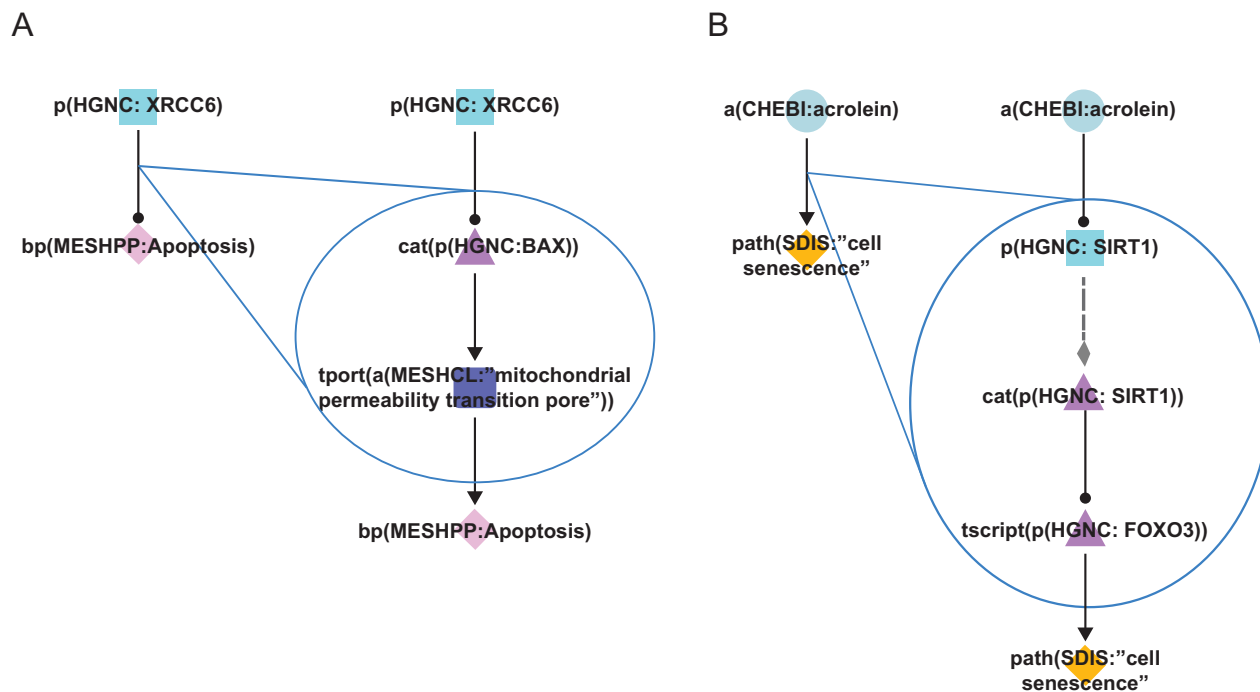 A
p(HGNC: XRCC6)
bp(MESHPP:Apoptosis)
p(HGNC: XRCC6)
cat(p(HGNC:BAX))
tport(a(MESHCL:”mitochondrial
permeability transition pore”))
bp(MESHPP:Apoptosis)
B
a(CHEBI:acrolein)
path(SDIS:”cell
senescence”
a(CHEBI:acrolein)
p(HGNC: SIRT1)
cat(p(HGNC: SIRT1))
tscript(p(HGNC: FOXO3))
path(SDIS:”cell
senescence”